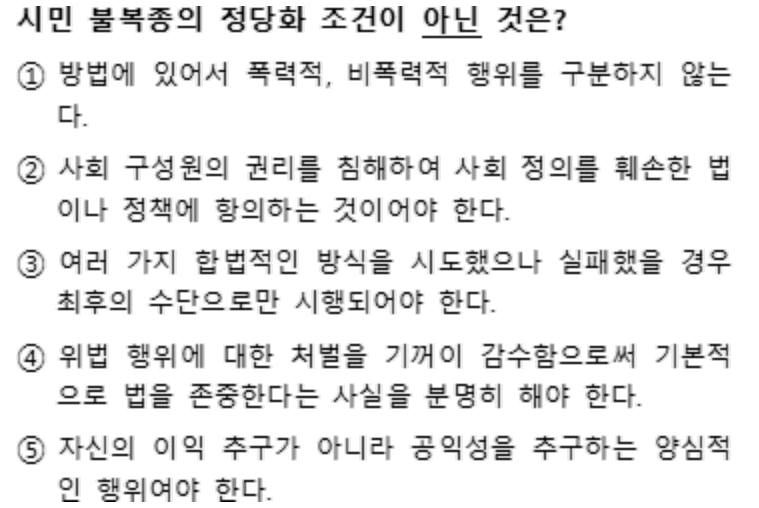 시민 불복종의 정당화 조건이 아닌 것은?
① 방법에 있어서 폭력적, 비폭력적 행위를 구분하지 않는
다.
② 사회 구성원의 권리를 침해하여 사회 정의를 훼손한 법
이나 정책에 항의하는 것이어야 한다.
③ 여러 가지 합법적인 방식을 시도했으나 실패했을 경우
최후의 수단으로만 시행되어야 한다.
④ 위법 행위에 대한 처벌을 기꺼이 감수함으로써 기본적
으로 법을 존중한다는 사실을 분명히 해야 한다.
⑤ 자신의 이익 추구가 아니라 공익성을 추구하는 양심적
인 행위여야 한다.